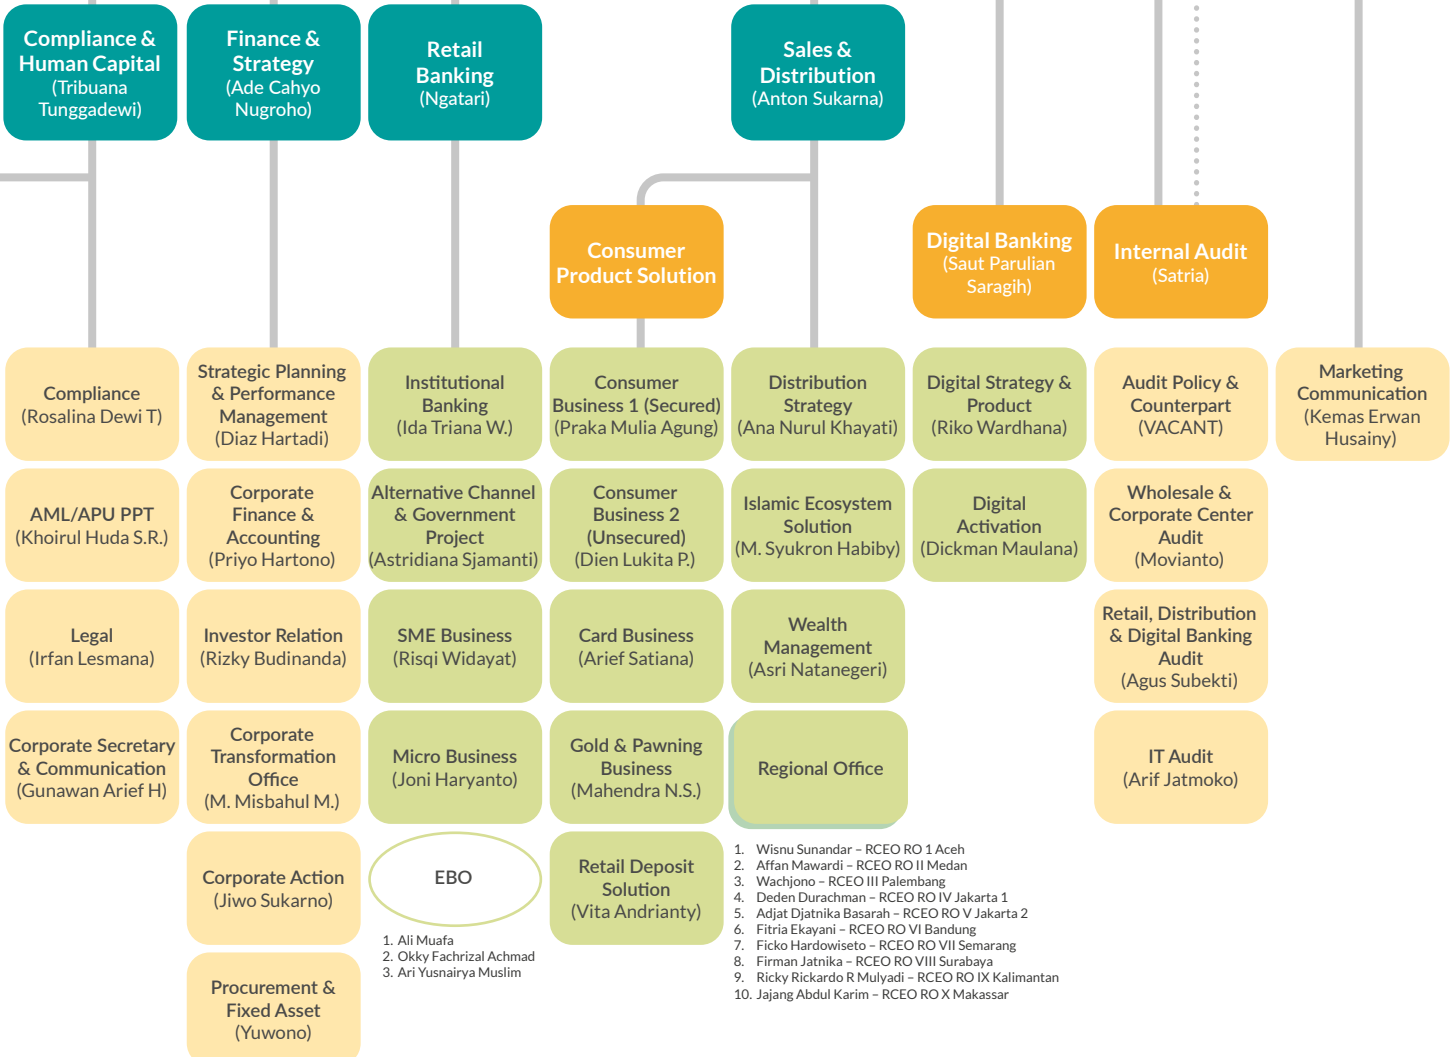 Compliance &
Human Capital
(Tribuana
Tunggadewi)
Finance &
Strategy
(Ade Cahyo
Nugroho)
Retail
Banking
(Ngatari)
Sales &
Distribution
(Anton Sukarna)
Consumer
Product Solution
Digital Banking
(Saut Parulian
Saragih)
Internal Audit
(Satria)
Compliance
(Rosalina Dewi T)
AML/APU PPT
(Khoirul Huda S.R.)
Legal
(Irfan Lesmana)
Corporate Secretary
& Communication
(Gunawan Arief H)
Strategic Planning
& Performance
Management
(Diaz Hartadi)
Corporate
Finance &
Accounting
(Priyo Hartono)
Investor Relation
(Rizky Budinanda)
Corporate
Transformation
Office
(M. Misbahul M.)
Corporate Action
(Jiwo Sukarno)
Procurement &
Fixed Asset
(Yuwono)
Institutional
Banking
(Ida Triana W.)
Alternative Channel
& Government
Project
(Astridiana Sjamanti)
SME Business
(Risqi Widayat)
Micro Business
(Joni Haryanto)
EBO
1. Ali Muafa
2. Okky Fachrizal Achmad
3. Ari Yusnairya Muslim
Consumer
Business 1 (Secured)
(Praka Mulia Agung)
Consumer
Business 2
(Unsecured)
(Dien Lukita P.)
Card Business
(Arief Satiana)
Gold & Pawning
Business
(Mahendra N.S.)
Retail Deposit
Solution
(Vita Andrianty)
Distribution
Strategy
(Ana Nurul Khayati)
Islamic Ecosystem
Solution
(M. Syukron Habiby)
Wealth
Management
(Asri Natanegeri)
Regional Office
1. Wisnu Sunandar – RCEO RO 1 Aceh
2. Affan Mawardi – RCEO RO II Medan
3. Wachjono – RCEO III Palembang
4. Deden Durachman – RCEO RO IV Jakarta 1
5. Adjat Djatnika Basarah – RCEO RO V Jakarta 2
6. Fitria Ekayani – RCEO RO VI Bandung
7. Ficko Hardowiseto – RCEO RO VII Semarang
8. Firman Jatnika – RCEO RO VIII Surabaya
9. Ricky Rickardo R Mulyadi – RCEO RO IX Kalimantan
10. Jajang Abdul Karim – RCEO RO X Makassar
Digital Strategy &
Product
(Riko Wardhana)
Digital
Activation
(Dickman Maulana)
Audit Policy &
Counterpart
(VACANT)
Wholesale &
Corporate Center
Audit
(Movianto)
Retail, Distribution
& Digital Banking
Audit
(Agus Subekti)
IT Audit
(Arif Jatmoko)
Marketing
Communication
(Kemas Erwan
Husainy)